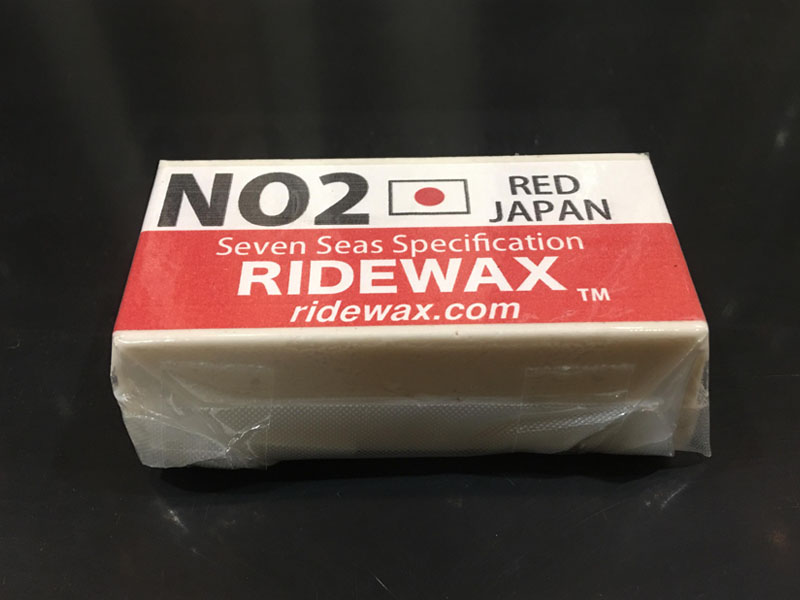 NO2 RED
JAPAN
Seven Seas Specification
RIDEWAX TM
ridewax.com